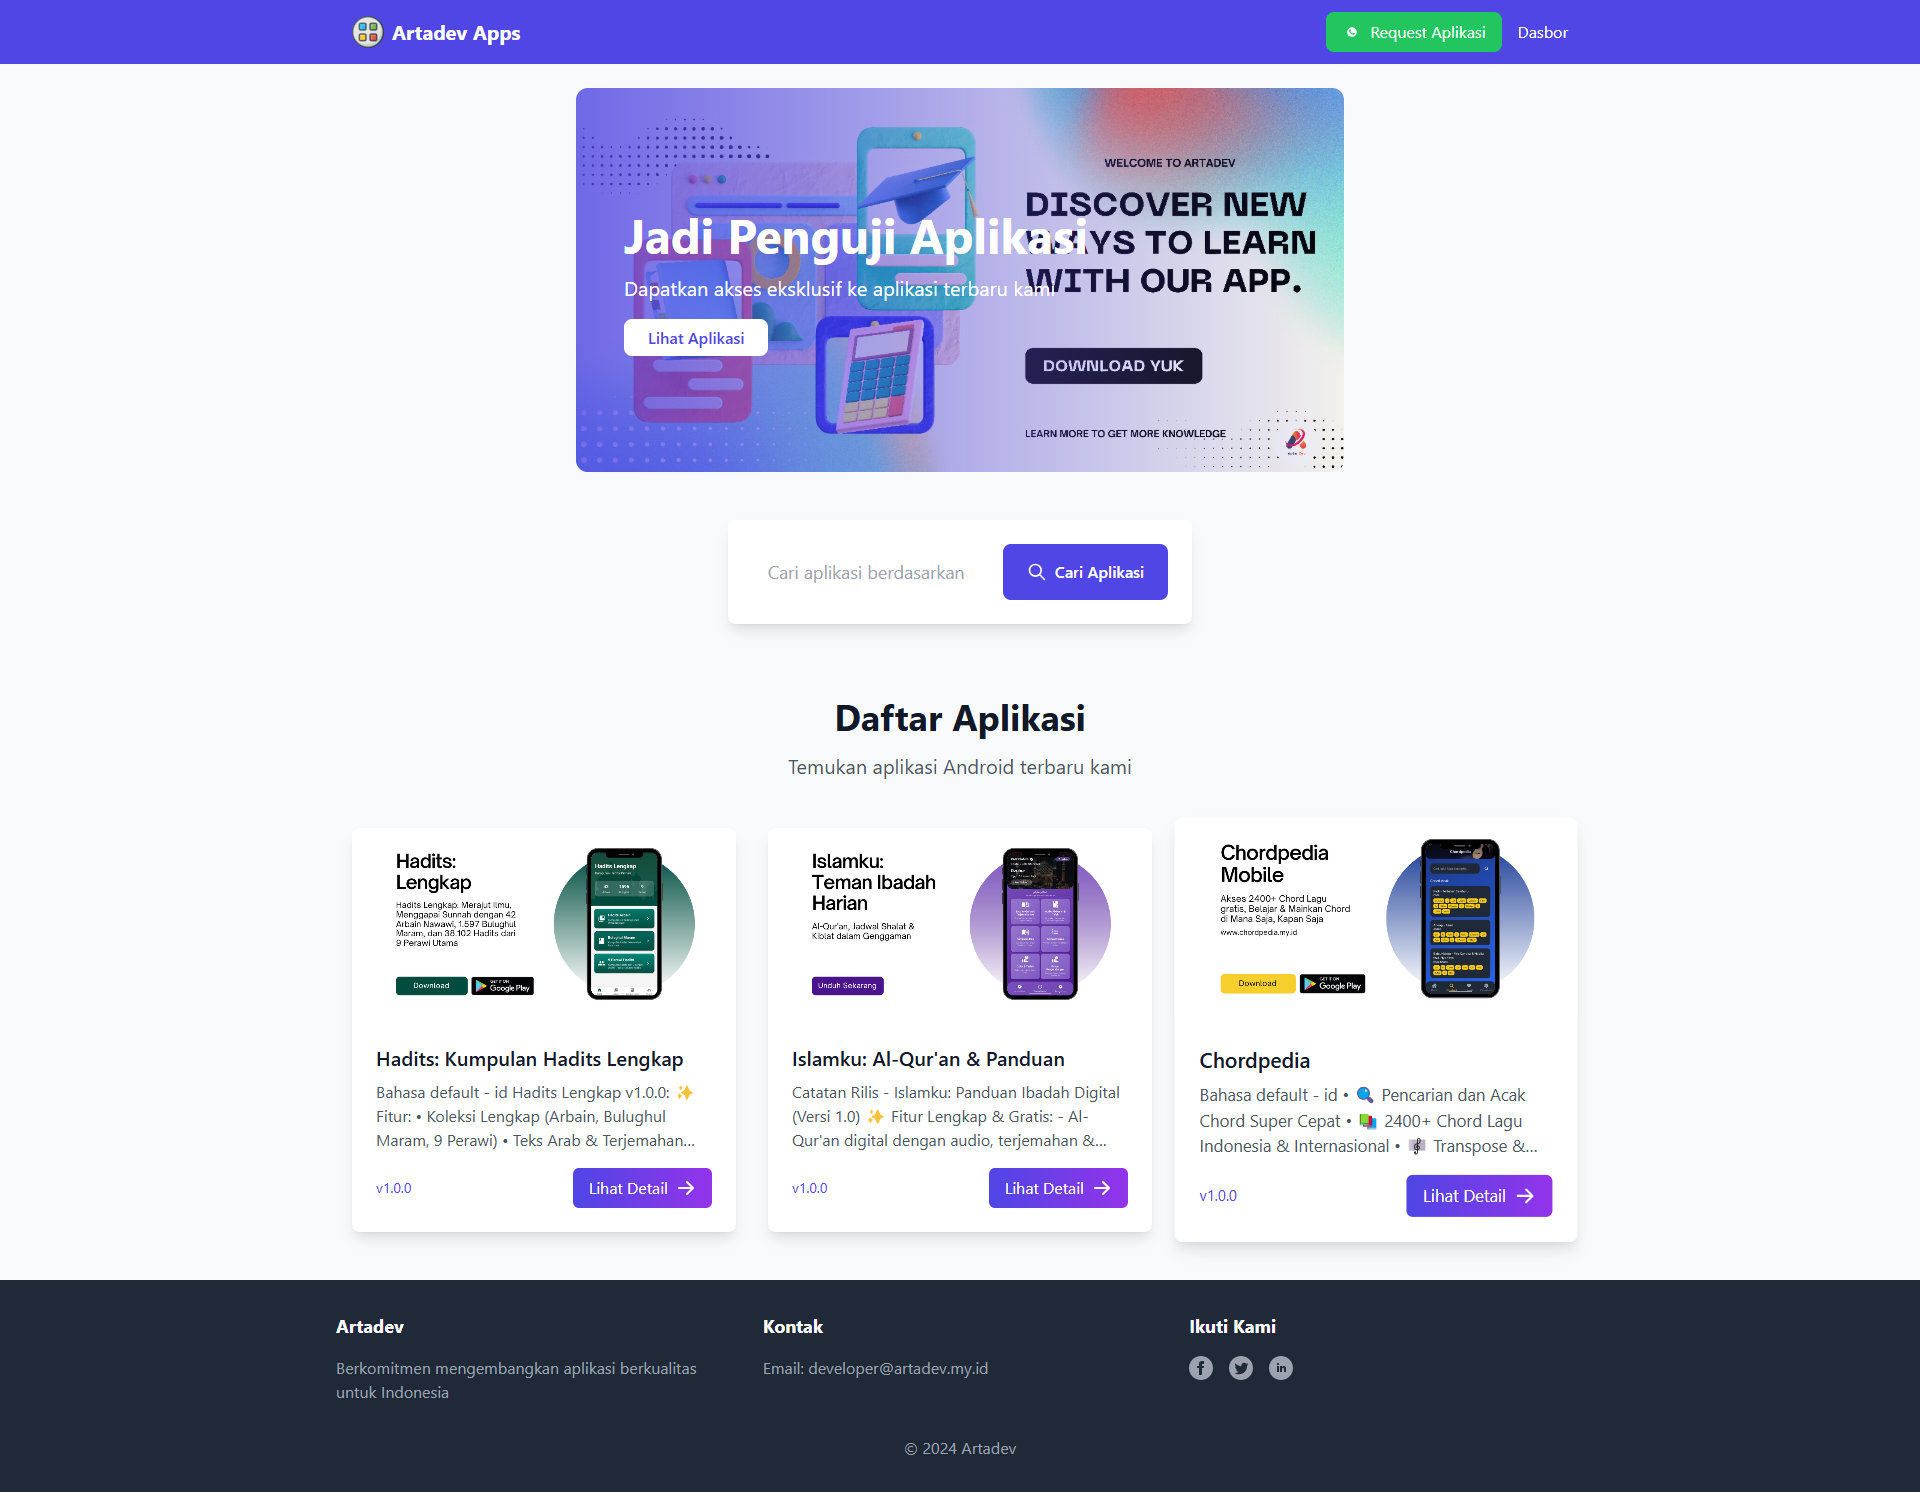 Artadev Apps
Request Aplikasi
Dasbor
WELCOME TO ARTADEV
DISCOVER NEW
WAYS TO LEARN
WITH OUR APP.
DOWNLOAD YUK
LEARN MORE TO GET MORE KNOWLEDGE
Jadi Penguji Aplikasi
Dapatkan akses eksklusif ke aplikasi terbaru kami
Lihat Aplikasi
Cari aplikasi berdasarkan
Cari Aplikasi
Daftar Aplikasi
Temukan aplikasi Android terbaru kami
Hadits:
Lengkap
Hadits Lengkap: Merajut Ilmu,
Menggapai Sunnah dengan 42
Arbain Nawawi, 1.597 Bulughul
Maram, dan 38.102 Hadits dari
9 Perawi Utama
Download
GET IT ON
Google Play
Hadits Lengkap
Hadits: Kumpulan Hadits Lengkap
Bahasa default - id Hadits Lengkap v1.0.0: ✨
Fitur: • Koleksi Lengkap (Arbain, Bulughul
Maram, 9 Perawi) • Teks Arab & Terjemahan...
v1.0.0
Lihat Detail
Islamku:
Teman Ibadah
Harian
Al-Qur'an, Jadwal Shalat &
Kiblat dalam Genggaman
Unduh Sekarang
Islamku: Al-Qur'an & Panduan
Catatan Rilis - Islamku: Panduan Ibadah Digital
(Versi 1.0) ✨ Fitur Lengkap & Gratis: - Al-
Qur'an digital dengan audio, terjemahan &...
v1.0.0
Lihat Detail
Chordpedia
Mobile
Akses 2400+ Chord Lagu
gratis, Belajar & Mainkan Chord
di Mana Saja, Kapan Saja
www.chordpedia.my.id
Download
GET IT ON
Google Play
Chordpedia
Chordpedia
Bahasa default - id • 🔍 Pencarian dan Acak
Chord Super Cepat • 📚 2400+ Chord Lagu
Indonesia & Internasional • 🎼 Transpose &...
v1.0.0
Lihat Detail
Artadev
Berkomitmen mengembangkan aplikasi berkualitas
untuk Indonesia
Kontak
Email: developer@artadev.my.id
Ikuti Kami
© 2024 Artadev